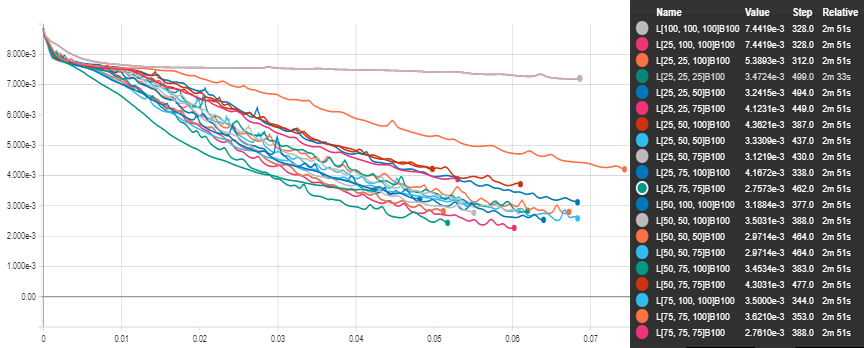 Name Value Step Relative
L[100, 100, 100]B100 7.4419e-3 328.0 2m 51s
L[25, 100, 100]B100 7.4419e-3 328.0 2m 51s
L[25, 25, 100]B100 5.3893e-3 312.0 2m 51s
L[25, 25, 25]B100 3.4724e-3 499.0 2m 33s
L[25, 25, 50]B100 3.2415e-3 494.0 2m 51s
L[25, 25, 75]B100 4.1231e-3 449.0 2m 51s
L[25, 50, 100]B100 4.3621e-3 387.0 2m 51s
L[25, 50, 50]B100 3.3309e-3 437.0 2m 51s
L[25, 50, 75]B100 3.1219e-3 430.0 2m 51s
L[25, 75, 100]B100 4.1672e-3 338.0 2m 51s
L[25, 75, 75]B100 2.7573e-3 462.0 2m 51s
L[50, 100, 100]B100 3.1884e-3 377.0 2m 51s
L[50, 50, 100]B100 3.5031e-3 388.0 2m 51s
L[50, 50, 50]B100 2.9714e-3 464.0 2m 51s
L[50, 50, 75]B100 2.9714e-3 464.0 2m 51s
L[50, 75, 100]B100 3.4534e-3 383.0 2m 51s
L[50, 75, 75]B100 4.3031e-3 477.0 2m 51s
L[75, 100, 100]B100 3.5000e-3 344.0 2m 51s
L[75, 75, 100]B100 3.6210e-3 353.0 2m 51s
L[75, 75, 75]B100 2.7610e-3 388.0 2m 51s
8.000e-3
7.000e-3
6.000e-3
5.000e-3
4.000e-3
3.000e-3
2.000e-3
1.000e-3
0.00
0 0.01 0.02 0.03 0.04 0.05 0.06 0.07